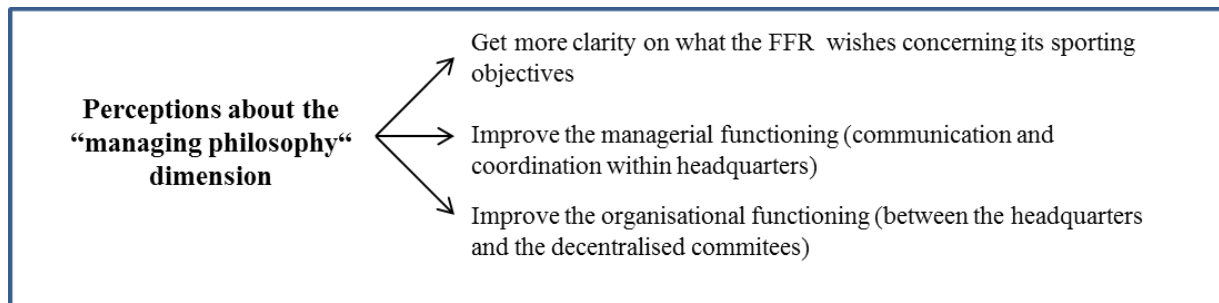 Get more clarity on what the FFR wishes concerning its sporting
objectives
Perceptions about the
“managing philosophy“
dimension
Improve the managerial functioning (communication and
coordination within headquarters)
Improve the organisational functioning (between the headquarters
and the decentralised commitees)